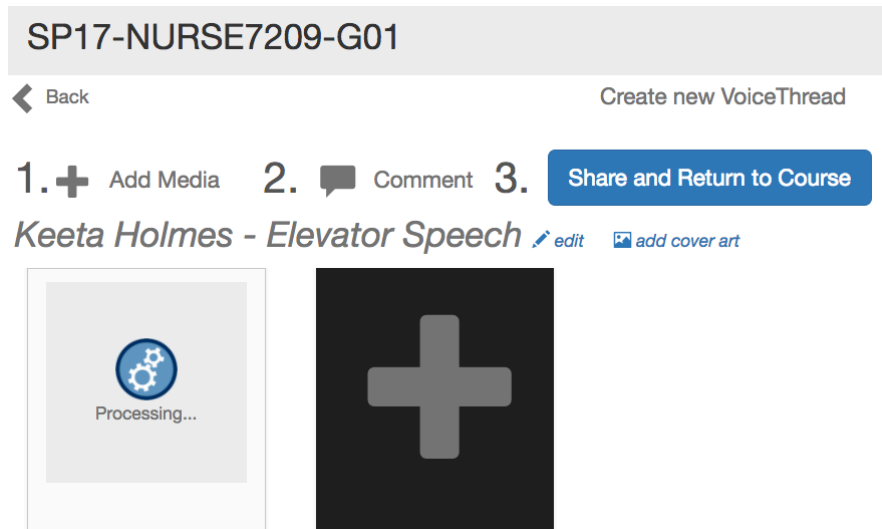 SP17-NURSE7209-G01
Back
Create new VoiceThread
1. Add Media 2. Comment 3. Share and Return to Course
Keeta Holmes - Elevator Speech edit add cover art
Processing...